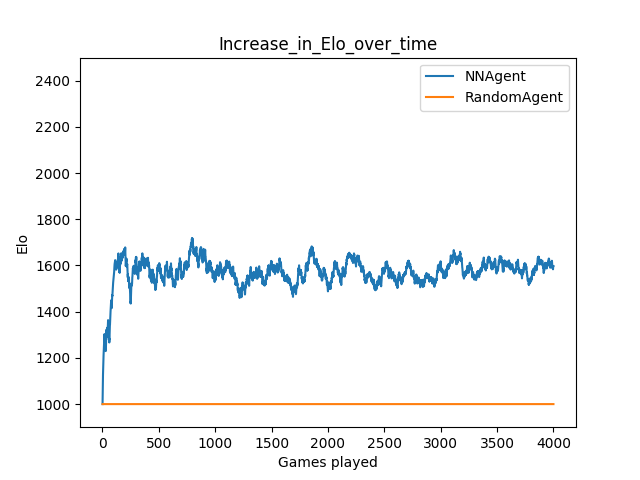 Increase_in_Elo_over_time
NNAgent
RandomAgent
2400
2200
2000
1800
1600
1400
1200
1000
Elo
0 500 1000 1500 2000 2500 3000 3500 4000
Games played